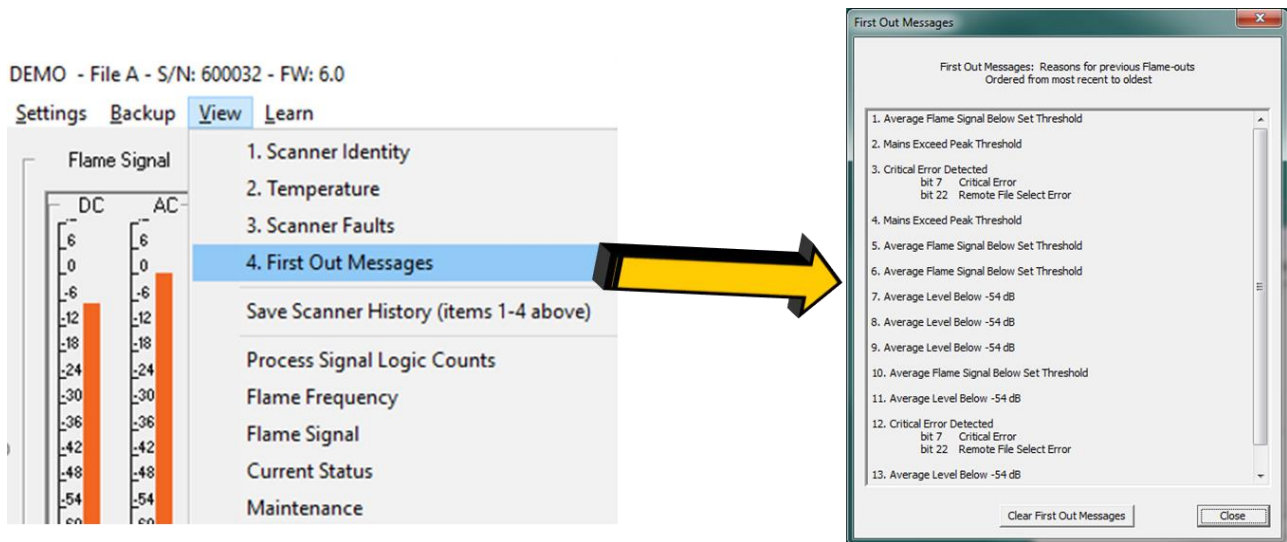 DEMO - File A - S/N: 600032 - FW: 6.0
Settings Backup View Learn
Flame Signal
DC AC
6 6
0 0
-6 -6
-12 -12
-18 -18
-24 -24
-30 -30
-36 -36
-42 -42
-48 -48
-54 -54
1. Scanner Identity
2. Temperature
3. Scanner Faults
4. First Out Messages
Save Scanner History (items 1-4 above)
Process Signal Logic Counts
Flame Frequency
Flame Signal
Current Status
Maintenance
First Out Messages
First Out Messages: Reasons for previous Flame-outs
Ordered from most recent to oldest
1. Average Flame Signal Below Set Threshold
2. Mains Exceed Peak Threshold
3. Critical Error Detected
bit 7 Critical Error
bit 22 Remote File Select Error
4. Mains Exceed Peak Threshold
5. Average Flame Signal Below Set Threshold
6. Average Flame Signal Below Set Threshold
7. Average Level Below -54 dB
8. Average Level Below -54 dB
9. Average Level Below -54 dB
10. Average Flame Signal Below Set Threshold
11. Average Level Below -54 dB
12. Critical Error Detected
bit 7 Critical Error
bit 22 Remote File Select Error
13. Average Level Below -54 dB
Clear First Out Messages Close